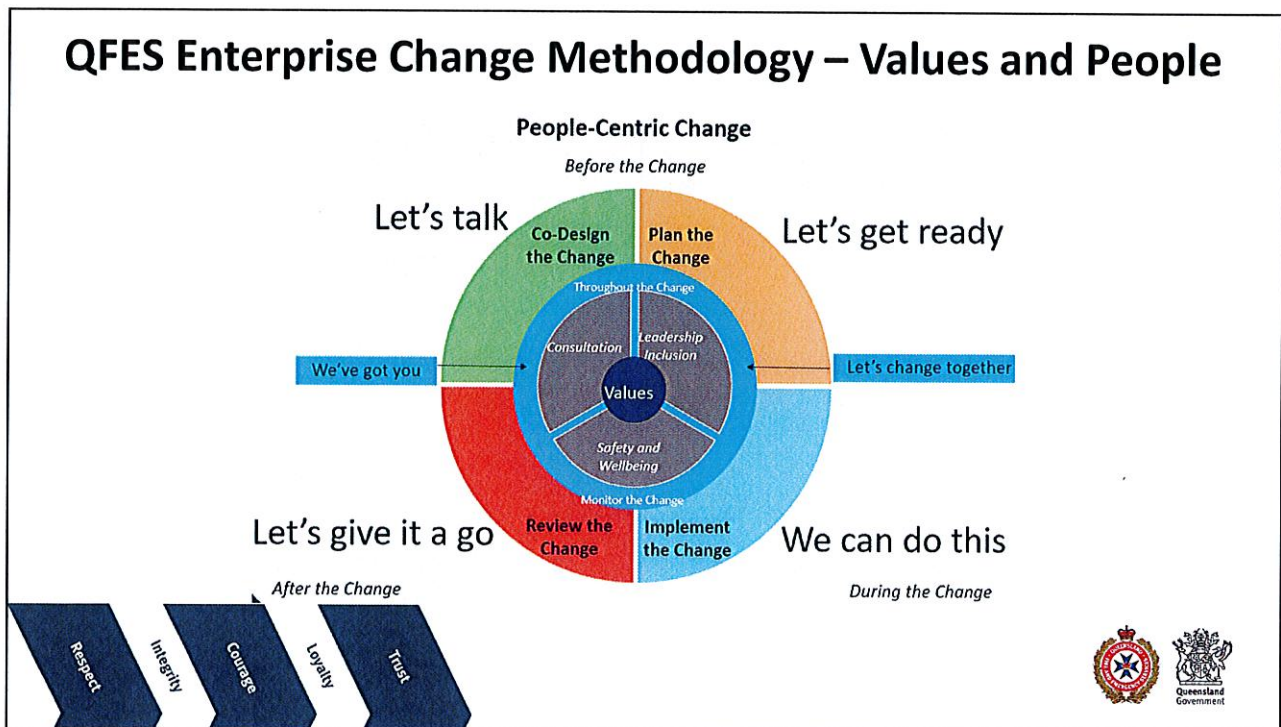 QFES Enterprise Change Methodology – Values and People
People-Centric Change
Before the Change
Let's talk
Co-Design
the Change
Plan the
Change
Let's get ready
Throughout the Change
Consultation
Leadership
Inclusion
We've got you
Let's change together
Values
Safety and
Wellbeing
Monitor the Change
Let's give it a go
Review the
Change
Implement
the Change
We can do this
After the Change
During the Change
Respect
Integrity
Courage
Loyalty
Trust
Queensland
Government